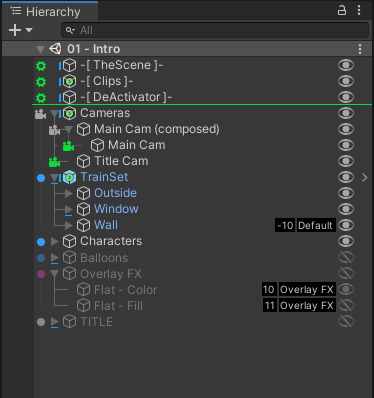 Hierarchy
All
01 - Intro
-[ TheScene ]-
-[ Clips ]-
-[ DeActivator ]-
Cameras
Main Cam (composed)
Main Cam
Title Cam
TrainSet
Outside
Window
Wall -10 Default
Characters
Balloons
Overlay FX
Flat - Color 10 Overlay FX
Flat - Fill 11 Overlay FX
TITLE